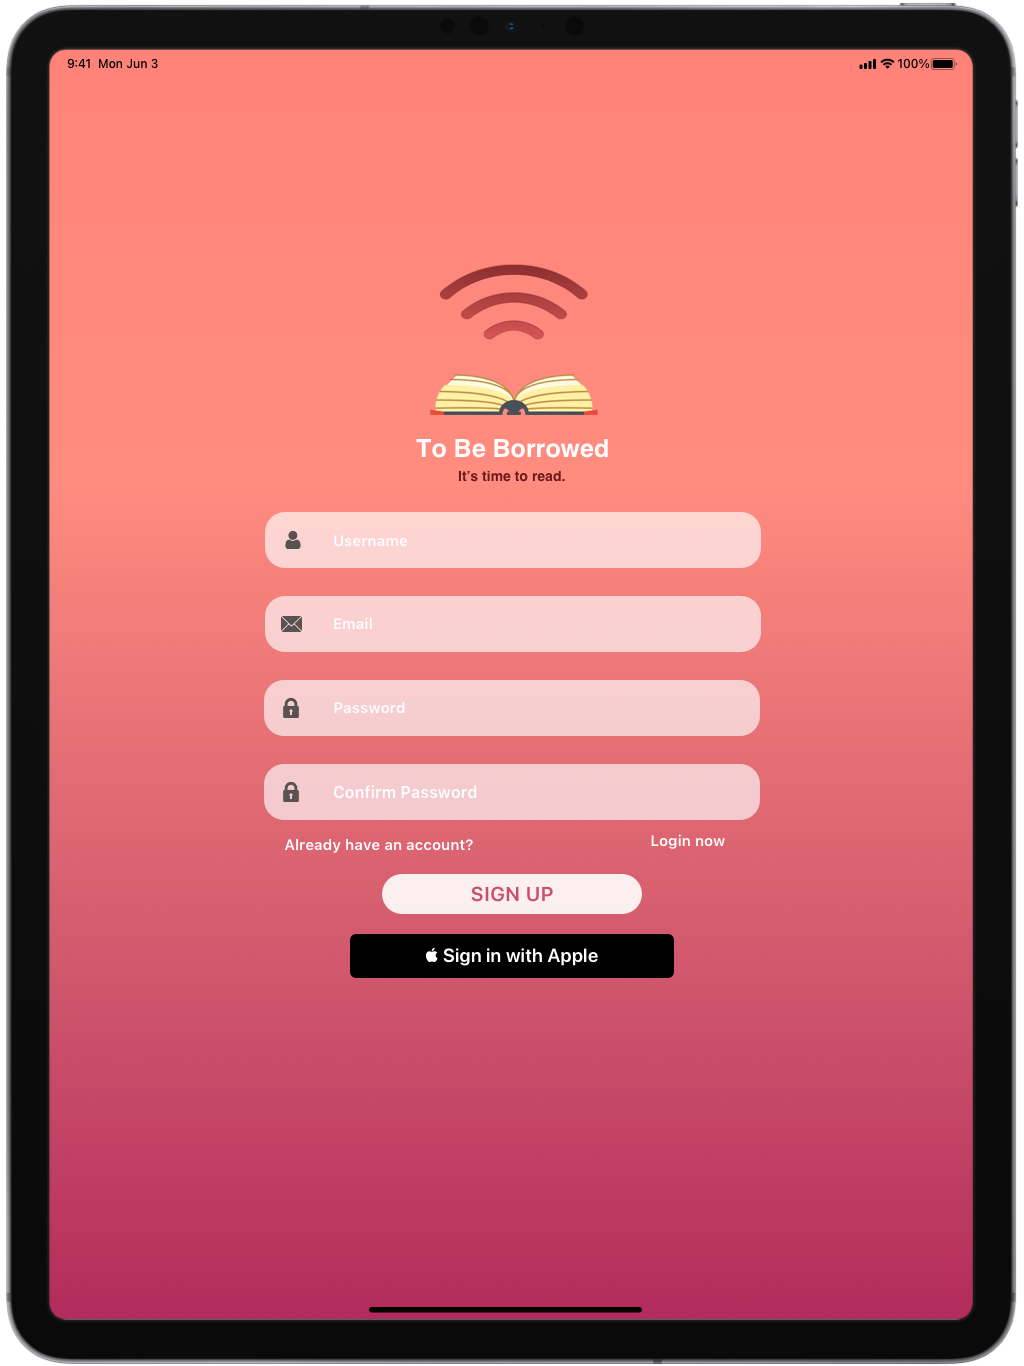 9:41 Mon Jun 3 100%
To Be Borrowed
It's time to read.
Username
Email
Password
Confirm Password
Already have an account? Login now
SIGN UP
Sign in with Apple